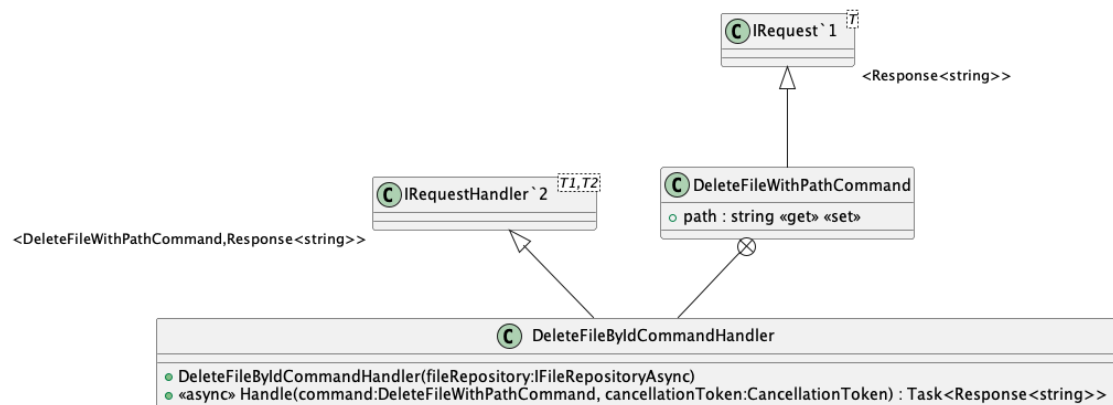 C IRequest`1 T
<Response<string>>
C IRequestHandler`2 T1,T2
<DeleteFileWithPathCommand,Response<string>>
C DeleteFileWithPathCommand
path : string «get» «set»
C DeleteFileByIdCommandHandler
DeleteFileByIdCommandHandler(fileRepository:IFileRepositoryAsync)
«async» Handle(command:DeleteFileWithPathCommand, cancellationToken:CancellationToken) : Task<Response<string>>